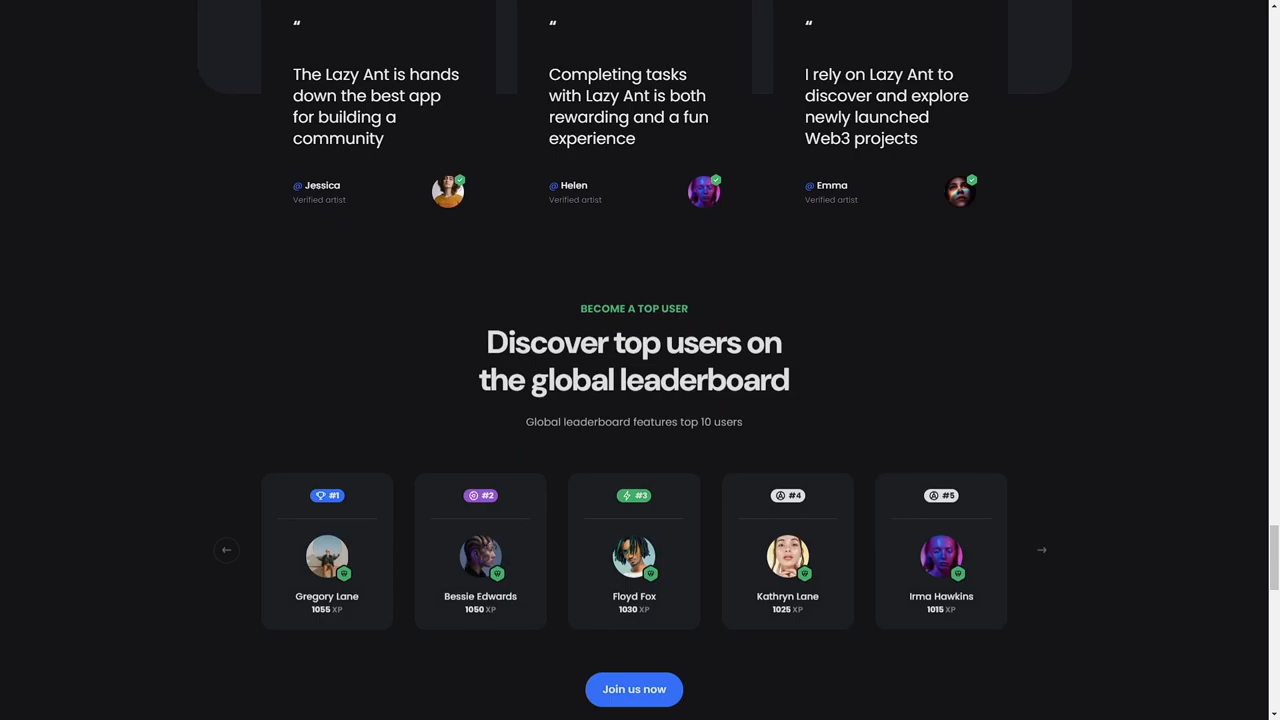 “
“
“
The Lazy Ant is hands
down the best app
for building a
community
Completing tasks
with Lazy Ant is both
rewarding and a fun
experience
I rely on Lazy Ant to
discover and explore
newly launched
Web3 projects
@ Jessica
Verified artist
@ Helen
Verified artist
@ Emma
Verified artist
BECOME A TOP USER
Discover top users on
the global leaderboard
Global leaderboard features top 10 users
#1
Gregory Lane
1055 XP
#2
Bessie Edwards
1050 XP
#3
Floyd Fox
1030 XP
#4
Kathryn Lane
1025 XP
#5
Irma Hawkins
1015 XP
Join us now